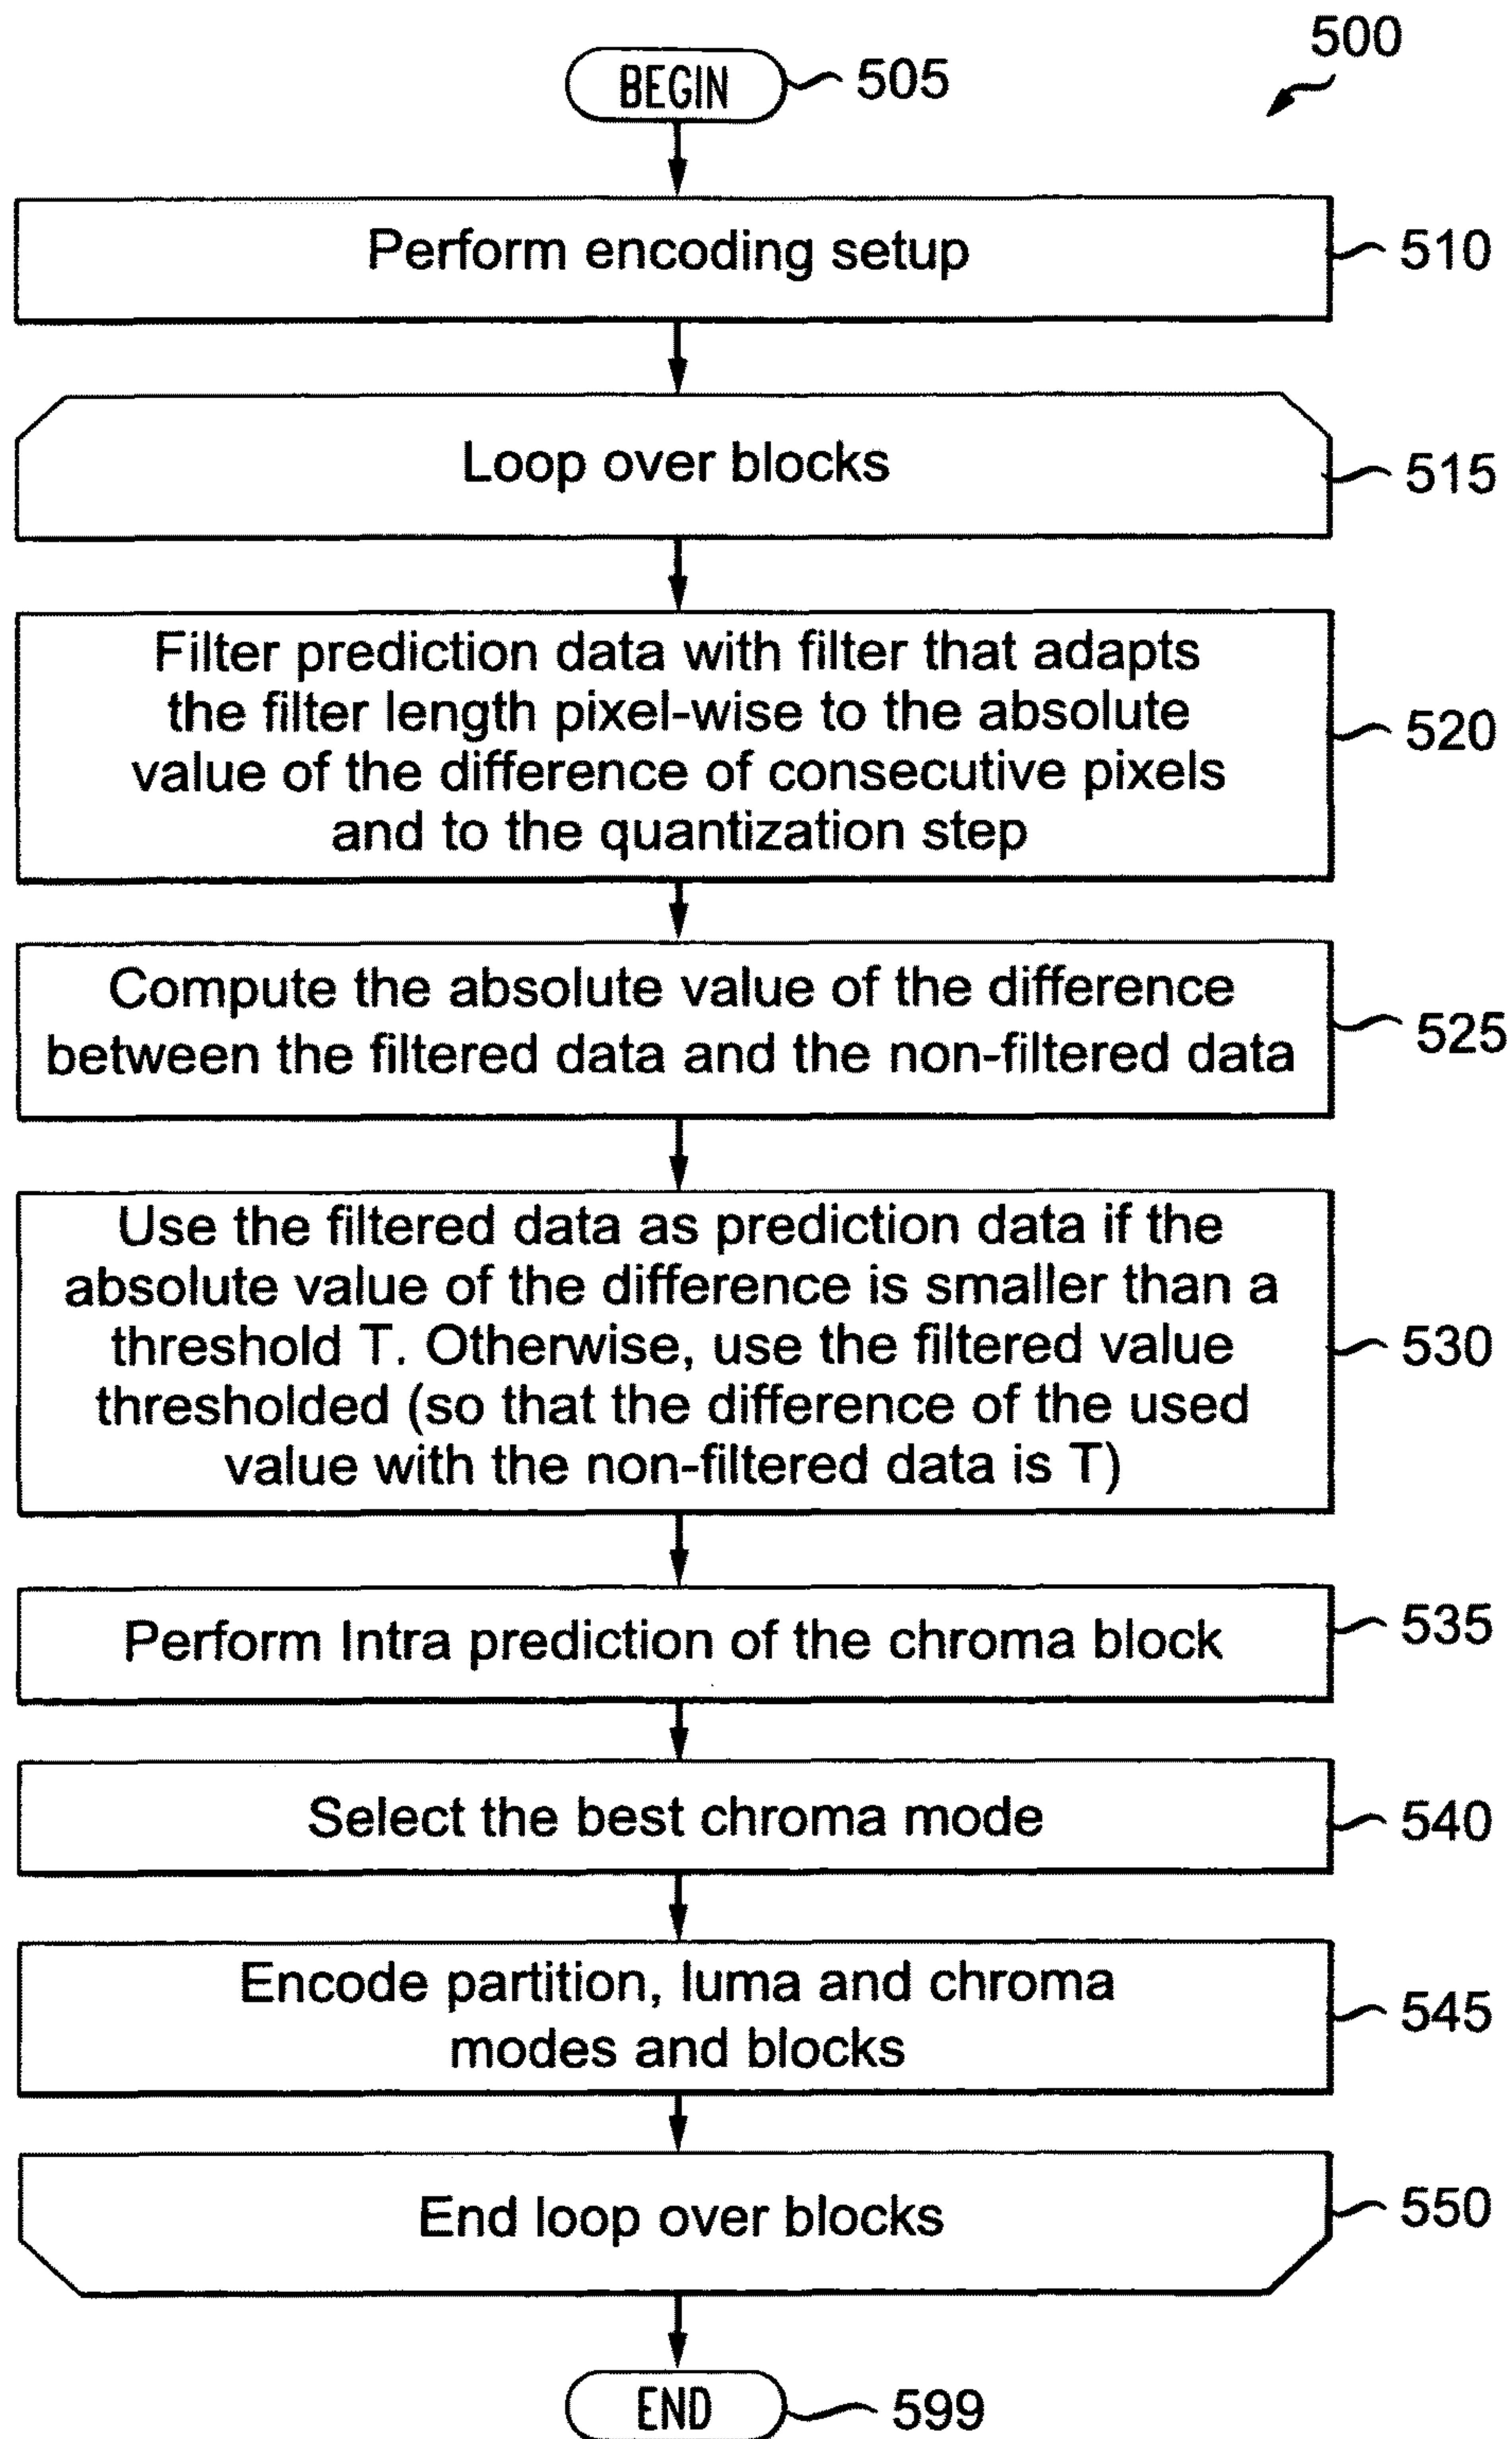 500
BEGIN
505
Perform encoding setup
510
Loop over blocks
515
Filter prediction data with filter that adapts
the filter length pixel-wise to the absolute
value of the difference of consecutive pixels
and to the quantization step
520
Compute the absolute value of the difference
between the filtered data and the non-filtered data
525
Use the filtered data as prediction data if the
absolute value of the difference is smaller than a
threshold T. Otherwise, use the filtered value
thresholded (so that the difference of the used
value with the non-filtered data is T)
530
Perform Intra prediction of the chroma block
535
Select the best chroma mode
540
Encode partition, luma and chroma
modes and blocks
545
End loop over blocks
550
END
599